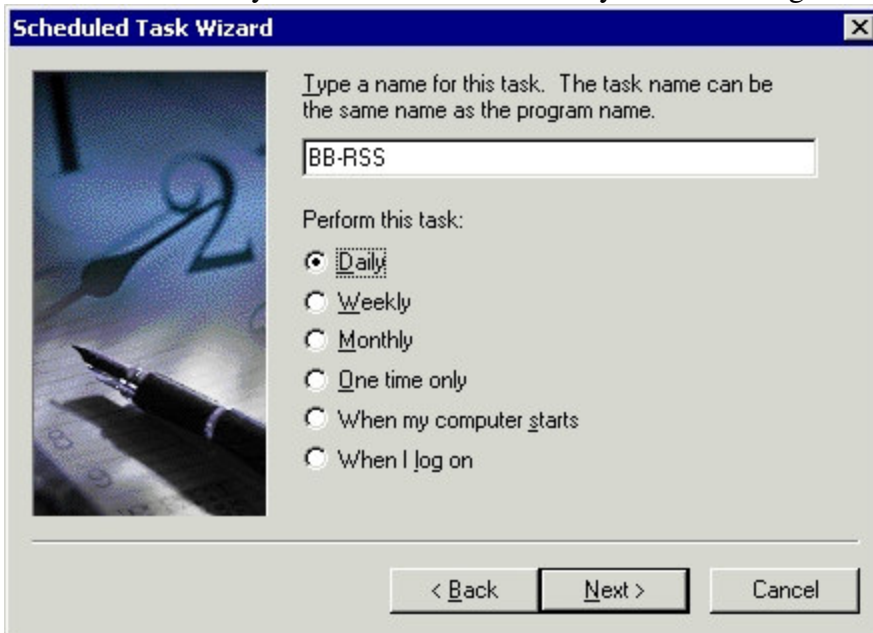 Scheduled Task Wizard
Type a name for this task. The task name can be
the same name as the program name.
BB-RSS
Perform this task:
Daily
Weekly
Monthly
One time only
When my computer starts
When I log on
< Back
Next >
Cancel